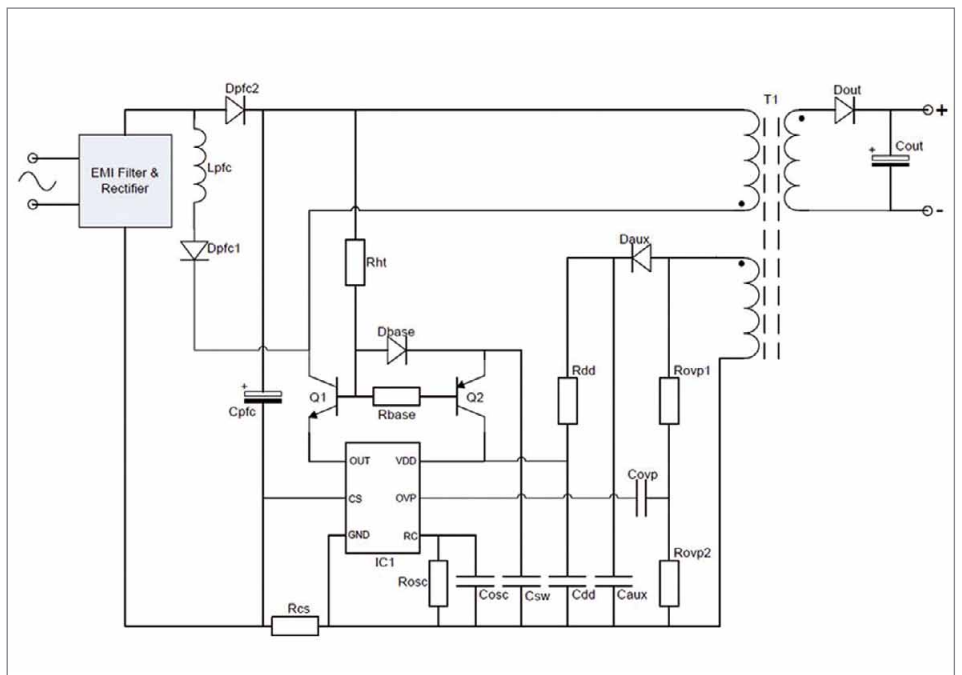 Dpfc2
T1
Dout
+
+
Cout
EMI Filter &
Rectifier
Lpfc
-
Dpfc1
Rht
Daux
Dbase
Rdd
Rovp1
+
Cpfc
Q1
Rbase
Q2
OUT
VDD
Covp
CS
OVP
GND
RC
IC1
Rovp2
Rosc
Cosc
Csw
Cdd
Caux
Rcs